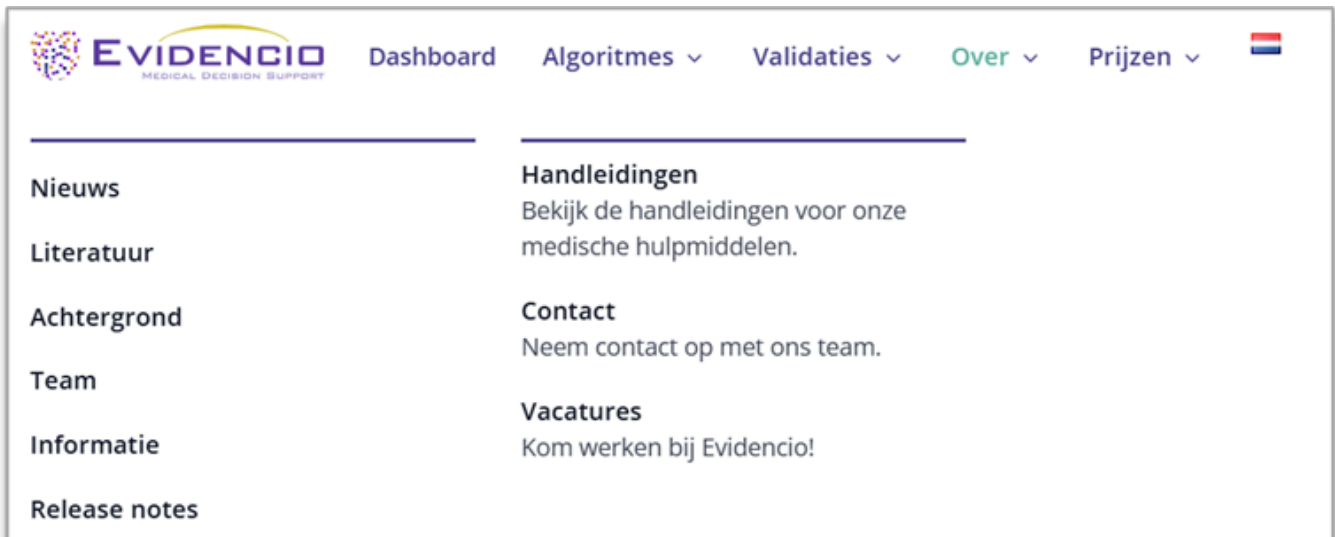 EVIDENCIO
MEDICAL DECISION SUPPORT
Dashboard Algoritmes Validaties Over Prijzen
Nieuws
Literatuur
Achtergrond
Team
Informatie
Release notes
Handleidingen
Bekijk de handleidingen voor onze
medische hulpmiddelen.
Contact
Neem contact op met ons team.
Vacatures
Kom werken bij Evidencio!